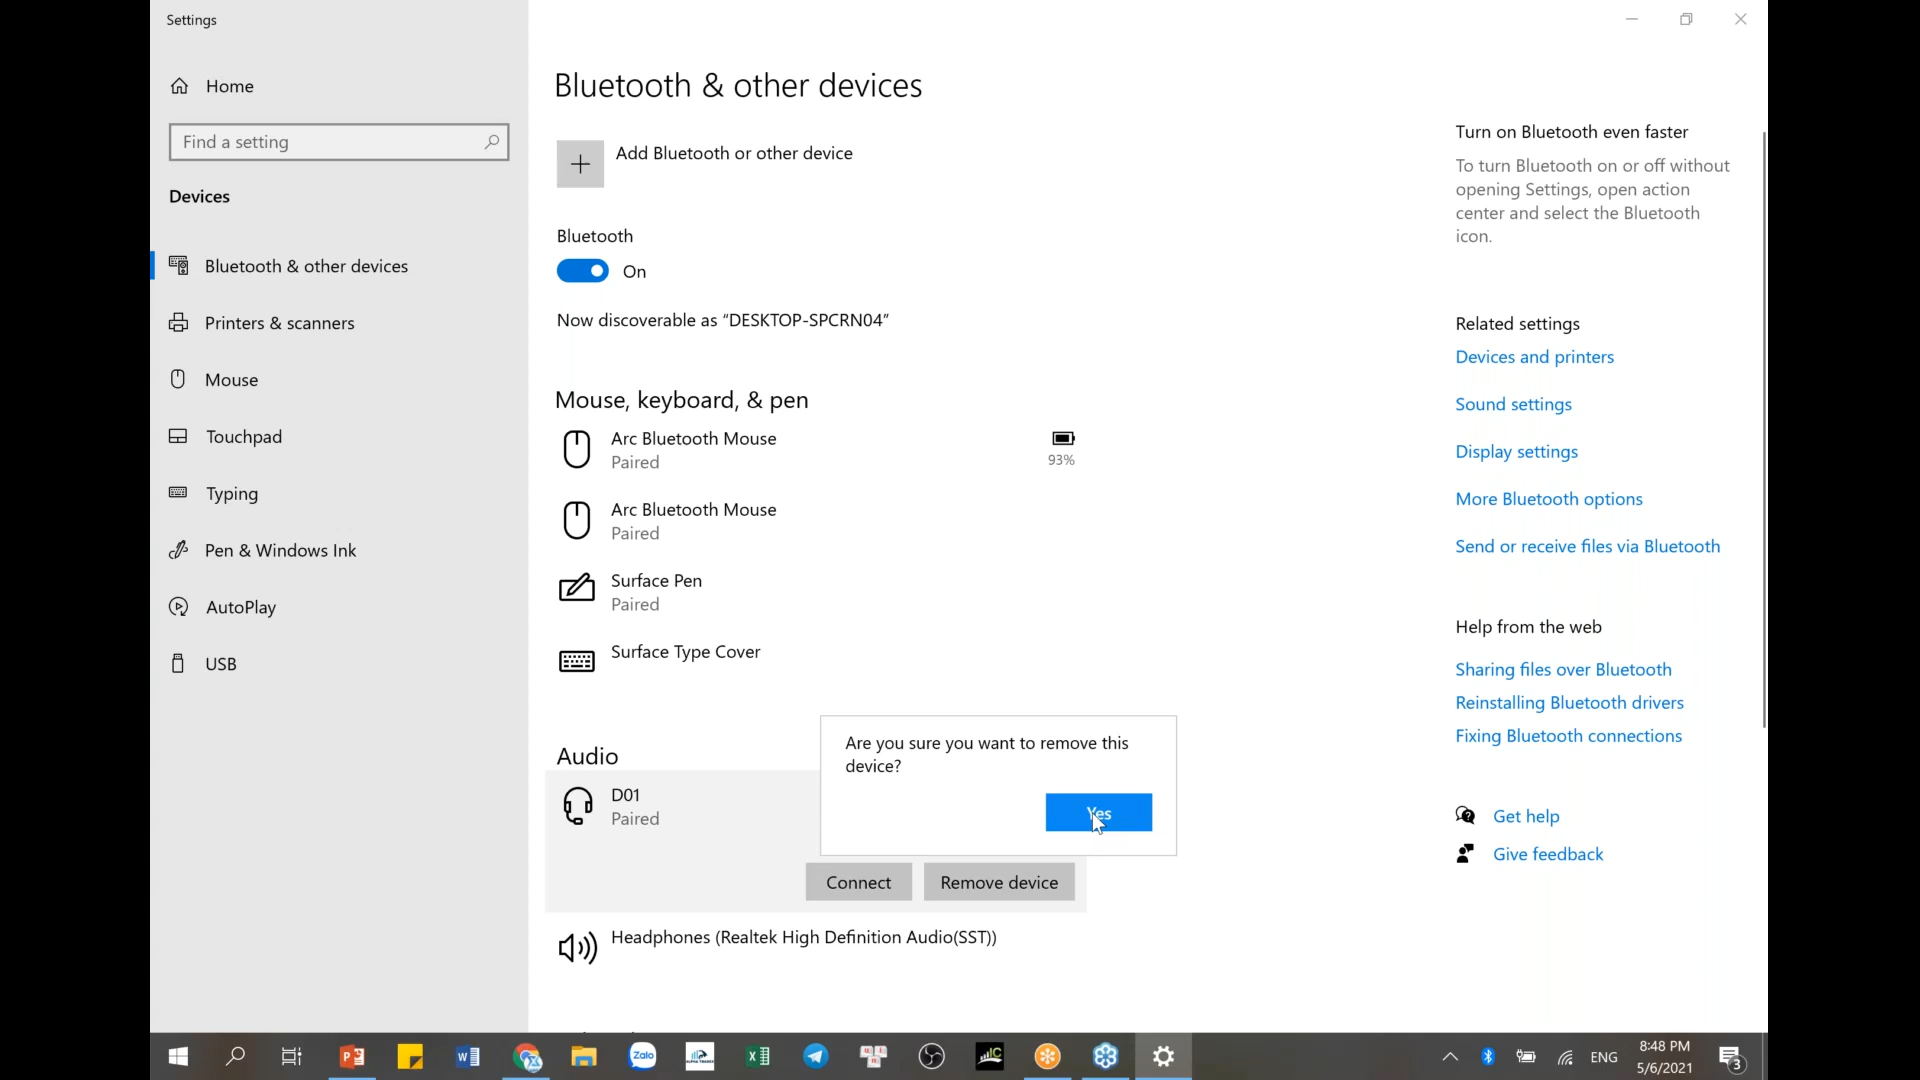 Settings
Home
Find a setting
Devices
Bluetooth & other devices
Printers & scanners
Mouse
Touchpad
Typing
Pen & Windows Ink
AutoPlay
USB
Bluetooth & other devices
Add Bluetooth or other device
Bluetooth
On
Now discoverable as “DESKTOP-SPCRN04”
Mouse, keyboard, & pen
Arc Bluetooth Mouse
Paired
93%
Arc Bluetooth Mouse
Paired
Surface Pen
Paired
Surface Type Cover
Audio
D01
Paired
Are you sure you want to remove this
device?
Yes
Connect
Remove device
Headphones (Realtek High Definition Audio(SST))
Turn on Bluetooth even faster
To turn Bluetooth on or off without
opening Settings, open action
center and select the Bluetooth
icon.
Related settings
Devices and printers
Sound settings
Display settings
More Bluetooth options
Send or receive files via Bluetooth
Help from the web
Sharing files over Bluetooth
Reinstalling Bluetooth drivers
Fixing Bluetooth connections
Get help
Give feedback
Zalo
ENG
8:48 PM
5/6/2021
3